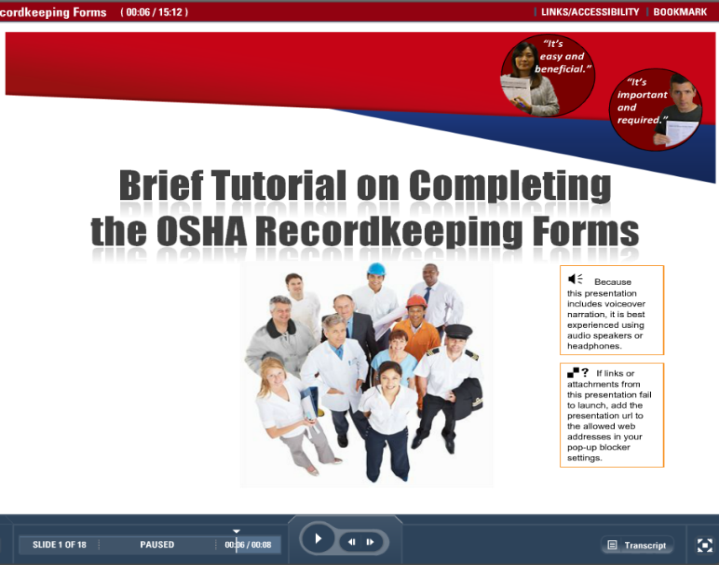 cordkeeping Forms (00:06 / 15:12)
LINKS/ACCESSIBILITY | BOOKMARK
"It's
easy and
beneficial."
"It's
important
and
required."
Brief Tutorial on Completing
the OSHA Recordkeeping Forms
Because
this presentation
includes voiceover
narration, it is best
experienced using
audio speakers or
headphones.
? If links or
attachments from
this presentation fail
to launch, add the
presentation url to
the allowed web
addresses in your
pop-up blocker
settings.
SLIDE 1 OF 18 | PAUSED | 00:06 / 00:08
Transcript